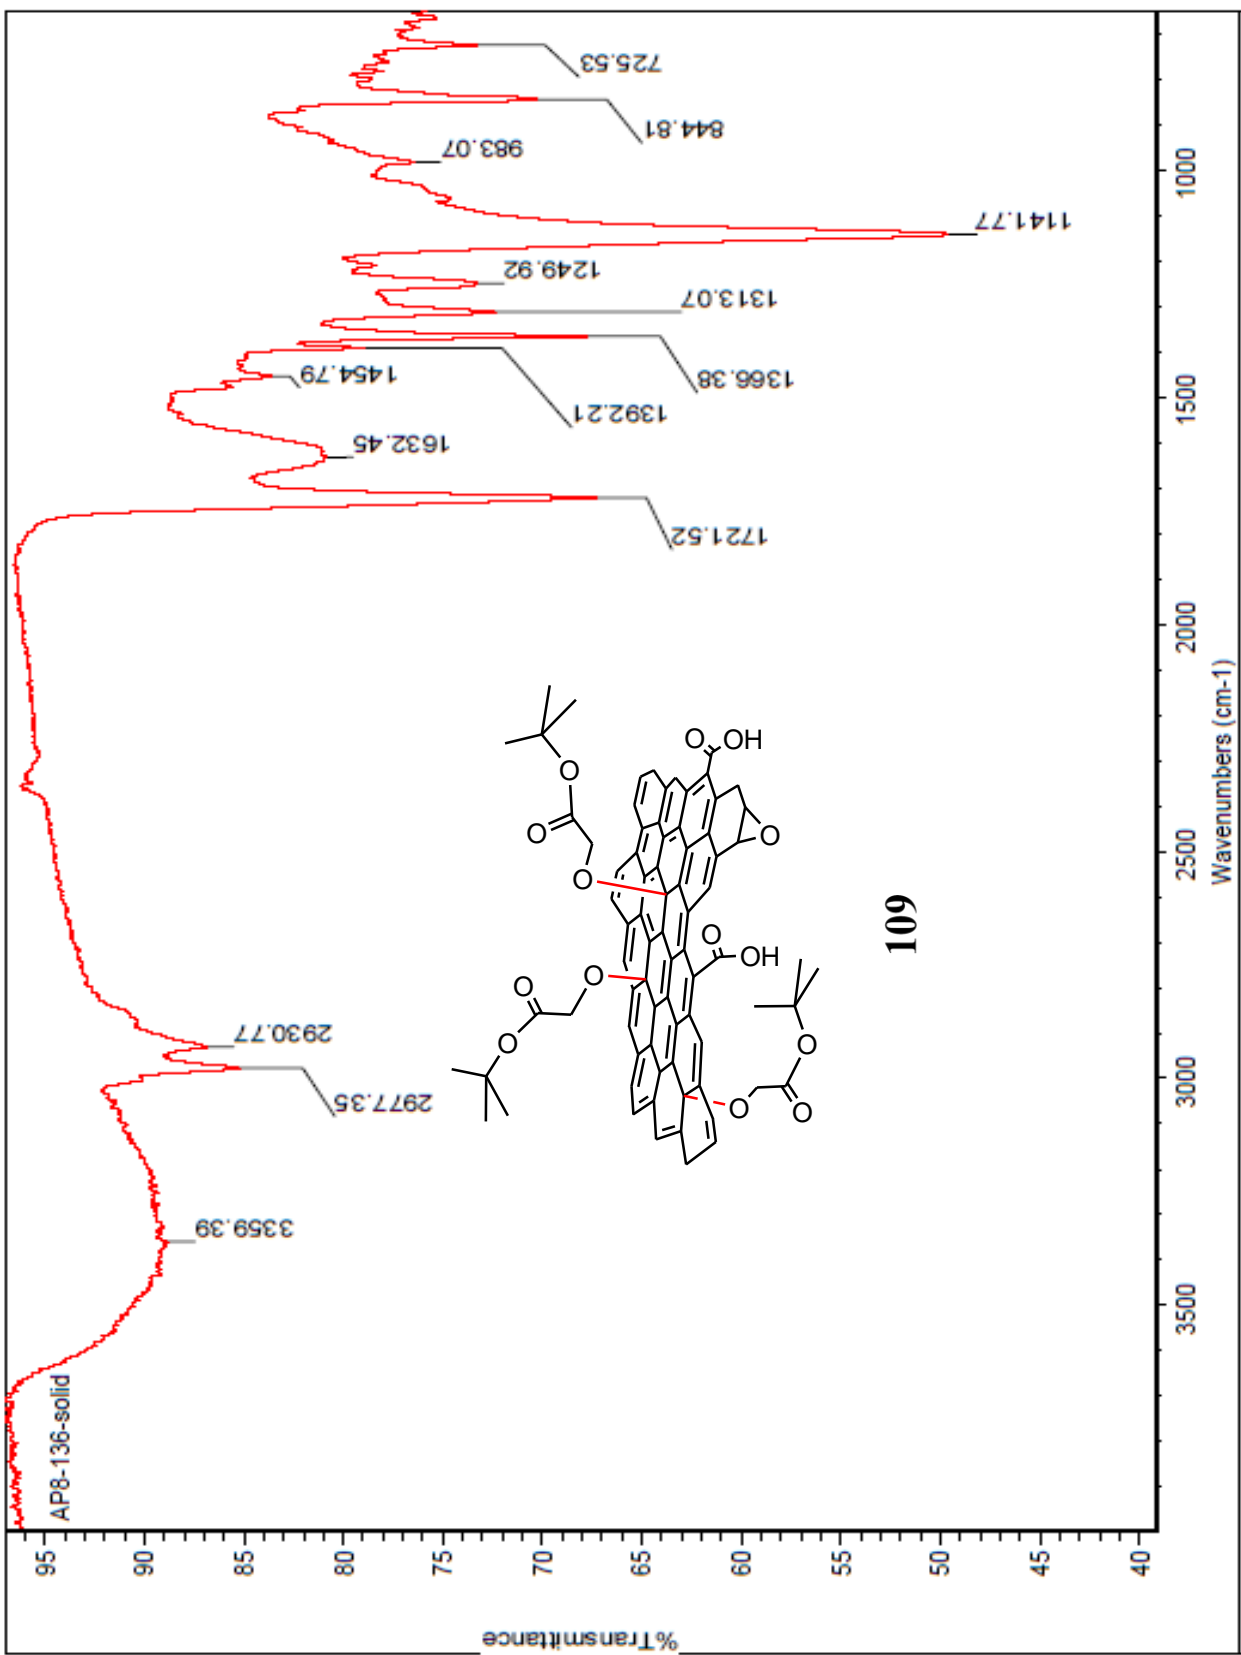 AP8-136-solid
3359.39
2977.35
2930.77
1721.52
1632.45
1454.79
1392.21
1366.38
1313.07
1249.92
1141.77
983.07
844.81
725.53
O
O
O
O
O
O
O
OH
O
O
OH
O
O
O
O
109
%Transmittance
95
90
85
80
75
70
65
60
55
50
45
40
3500
3000
2500
2000
1500
1000
Wavenumbers (cm-1)